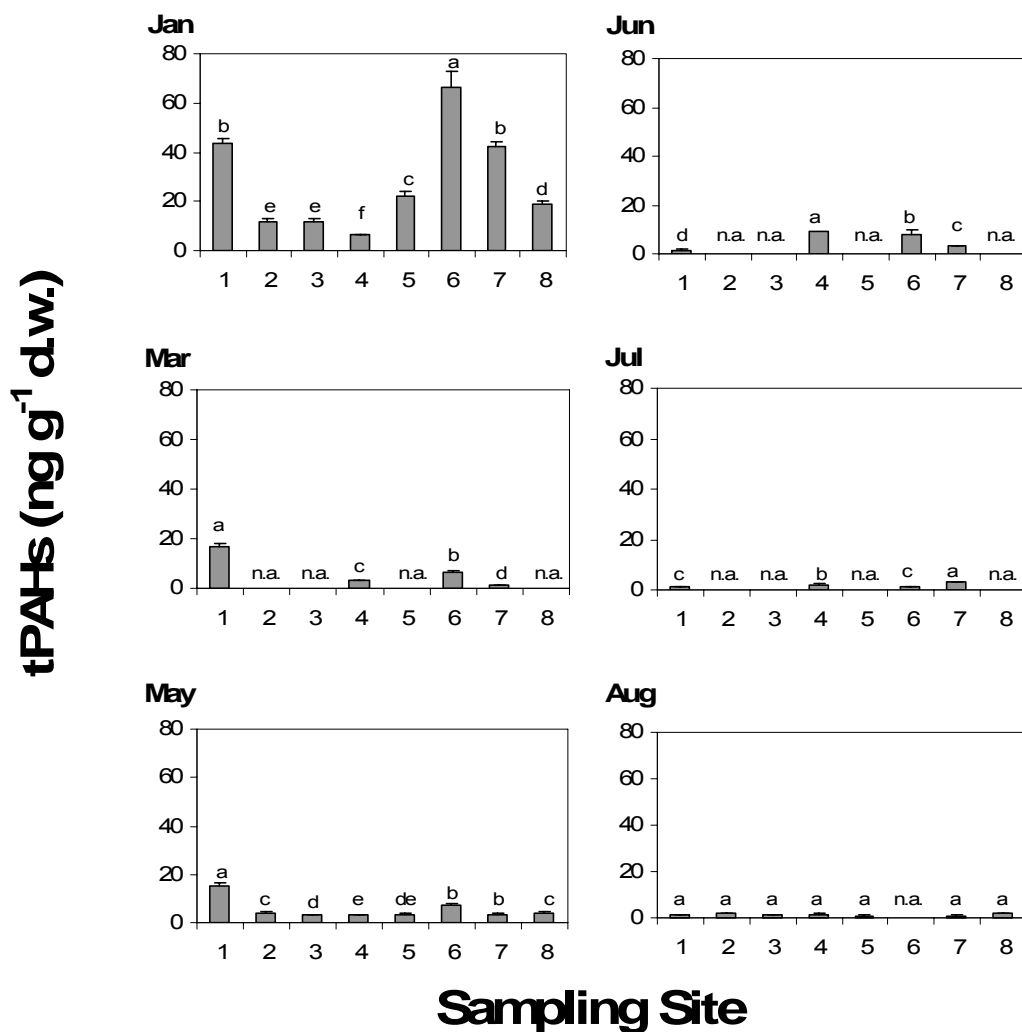 tPAHs (ng g-1 d.w.)
Jan
80
60
40
20
0
b e e f c a b d
1 2 3 4 5 6 7 8
Jun
80
60
40
20
0
d n.a. n.a. a n.a. b c n.a.
1 2 3 4 5 6 7 8
Mar
80
60
40
20
0
a n.a. n.a. c n.a. b d n.a.
1 2 3 4 5 6 7 8
Jul
80
60
40
20
0
c n.a. n.a. b n.a. c a n.a.
1 2 3 4 5 6 7 8
May
80
60
40
20
0
a c d e de b b c
1 2 3 4 5 6 7 8
Aug
80
60
40
20
0
a a a a a n.a. a a
1 2 3 4 5 6 7 8
Sampling Site